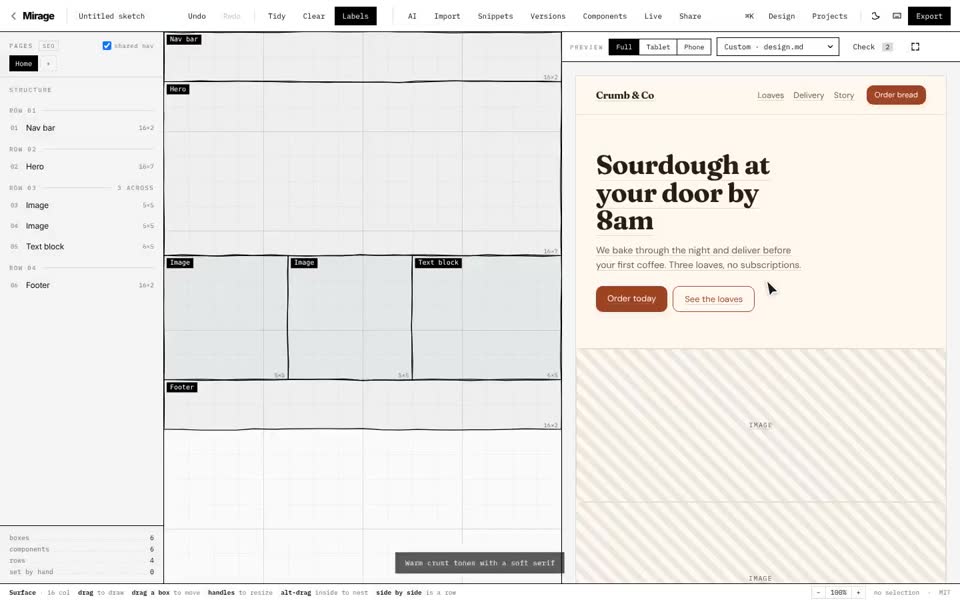 Mirage
Untitled sketch
Undo
Redo
Tidy
Clear
Labels
AI
Import
Snippets
Versions
Components
Live
Share
⌘K
Design
Projects
Export
PAGES
SEO
shared nav
Home
+
STRUCTURE
ROW 01
01 Nav bar 16×2
ROW 02
02 Hero 16×7
ROW 03 3 ACROSS
03 Image 5×5
04 Image 5×5
05 Text block 6×5
ROW 04
06 Footer 16×2
boxes 6
components 6
rows 4
set by hand 0
Nav bar
16×2
Hero
16×7
Image
5×5
Image
5×5
Text block
6×5
Footer
16×2
Warm crust tones with a soft serif
PREVIEW
Full
Tablet
Phone
Custom · design.md
Check 2
Crumb & Co
Loaves
Delivery
Story
Order bread
Sourdough at
your door by
8am
We bake through the night and deliver before
your first coffee. Three loaves, no subscriptions.
Order today
See the loaves
IMAGE
IMAGE
Surface · 16 col drag to draw drag a box to move handles to resize alt-drag inside to nest side by side is a row
− 100% + no selection · MIT